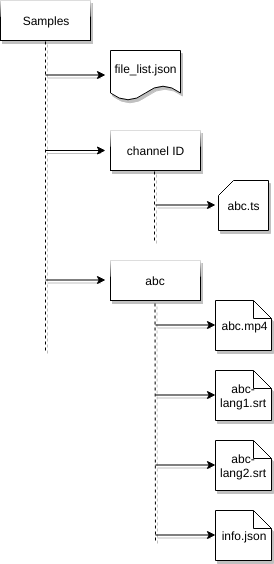 Samples
file_list.json
channel ID
abc.ts
abc
abc.mp4
abc-
lang1.srt
abc-
lang2.srt
info.json